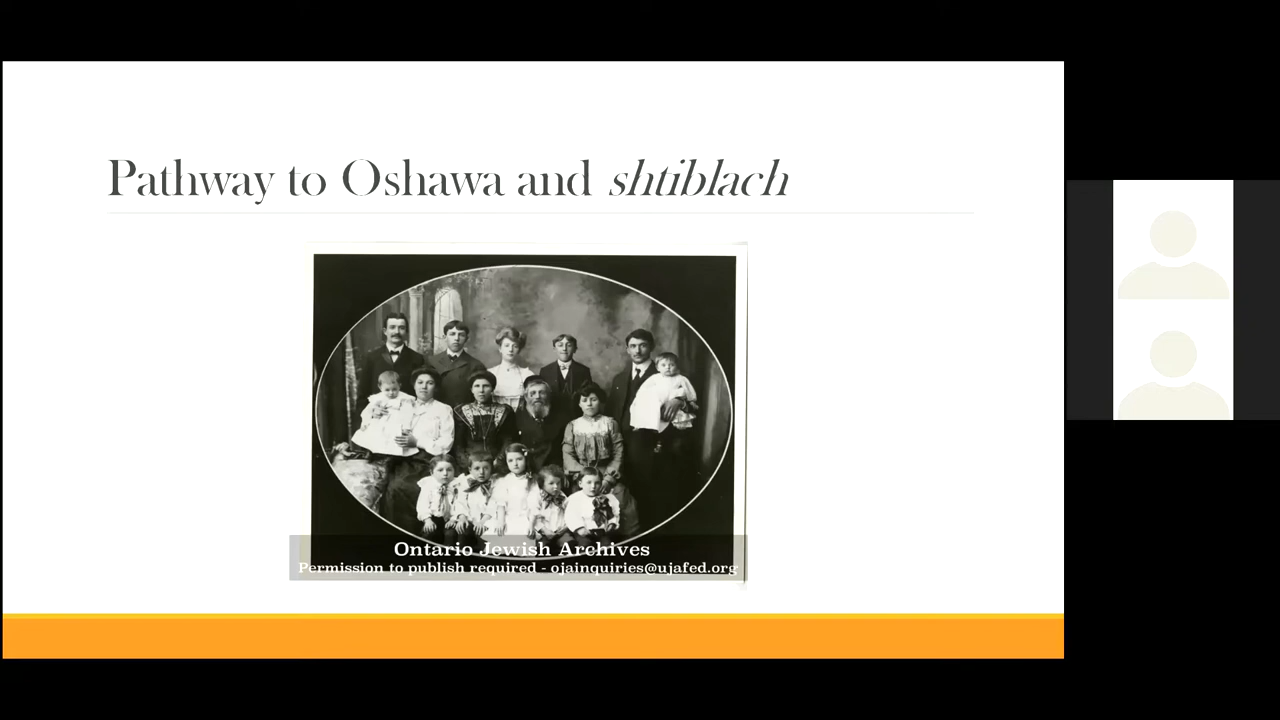 Pathway to Oshawa and shtiblach
Ontario Jewish Archives
Permission to publish required - ojainquiries@ujafed.org